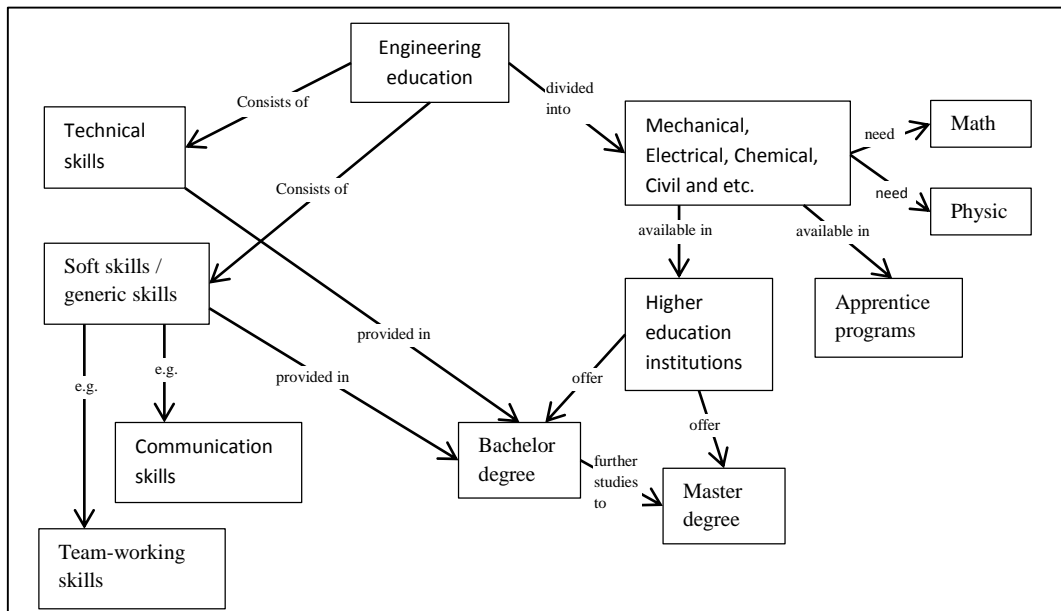 Engineering
education
Consists of
divided
into
Technical
skills
Mechanical,
Electrical, Chemical,
Civil and etc.
need
Math
need
Physic
Consists of
available in
available in
Soft skills /
generic skills
Higher
education
institutions
Apprentice
programs
provided in
e.g.
e.g.
provided in
offer
offer
Communication
skills
Bachelor
degree
further
studies
to
Master
degree
Team-working
skills